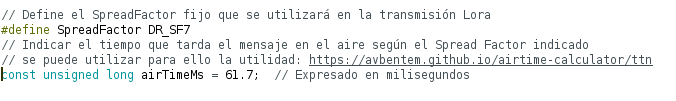 // Define el SpreadFactor fijo que se utilizará en la transmisión Lora
#define SpreadFactor DR_SF7
// Indicar el tiempo que tarda el mensaje en el aire según el Spread Factor indicado
// se puede utilizar para ello la utilidad: https://avbentem.github.io/airtime-calculator/ttn
const unsigned long airTimeMs = 61.7;  // Expresado en milisegundos